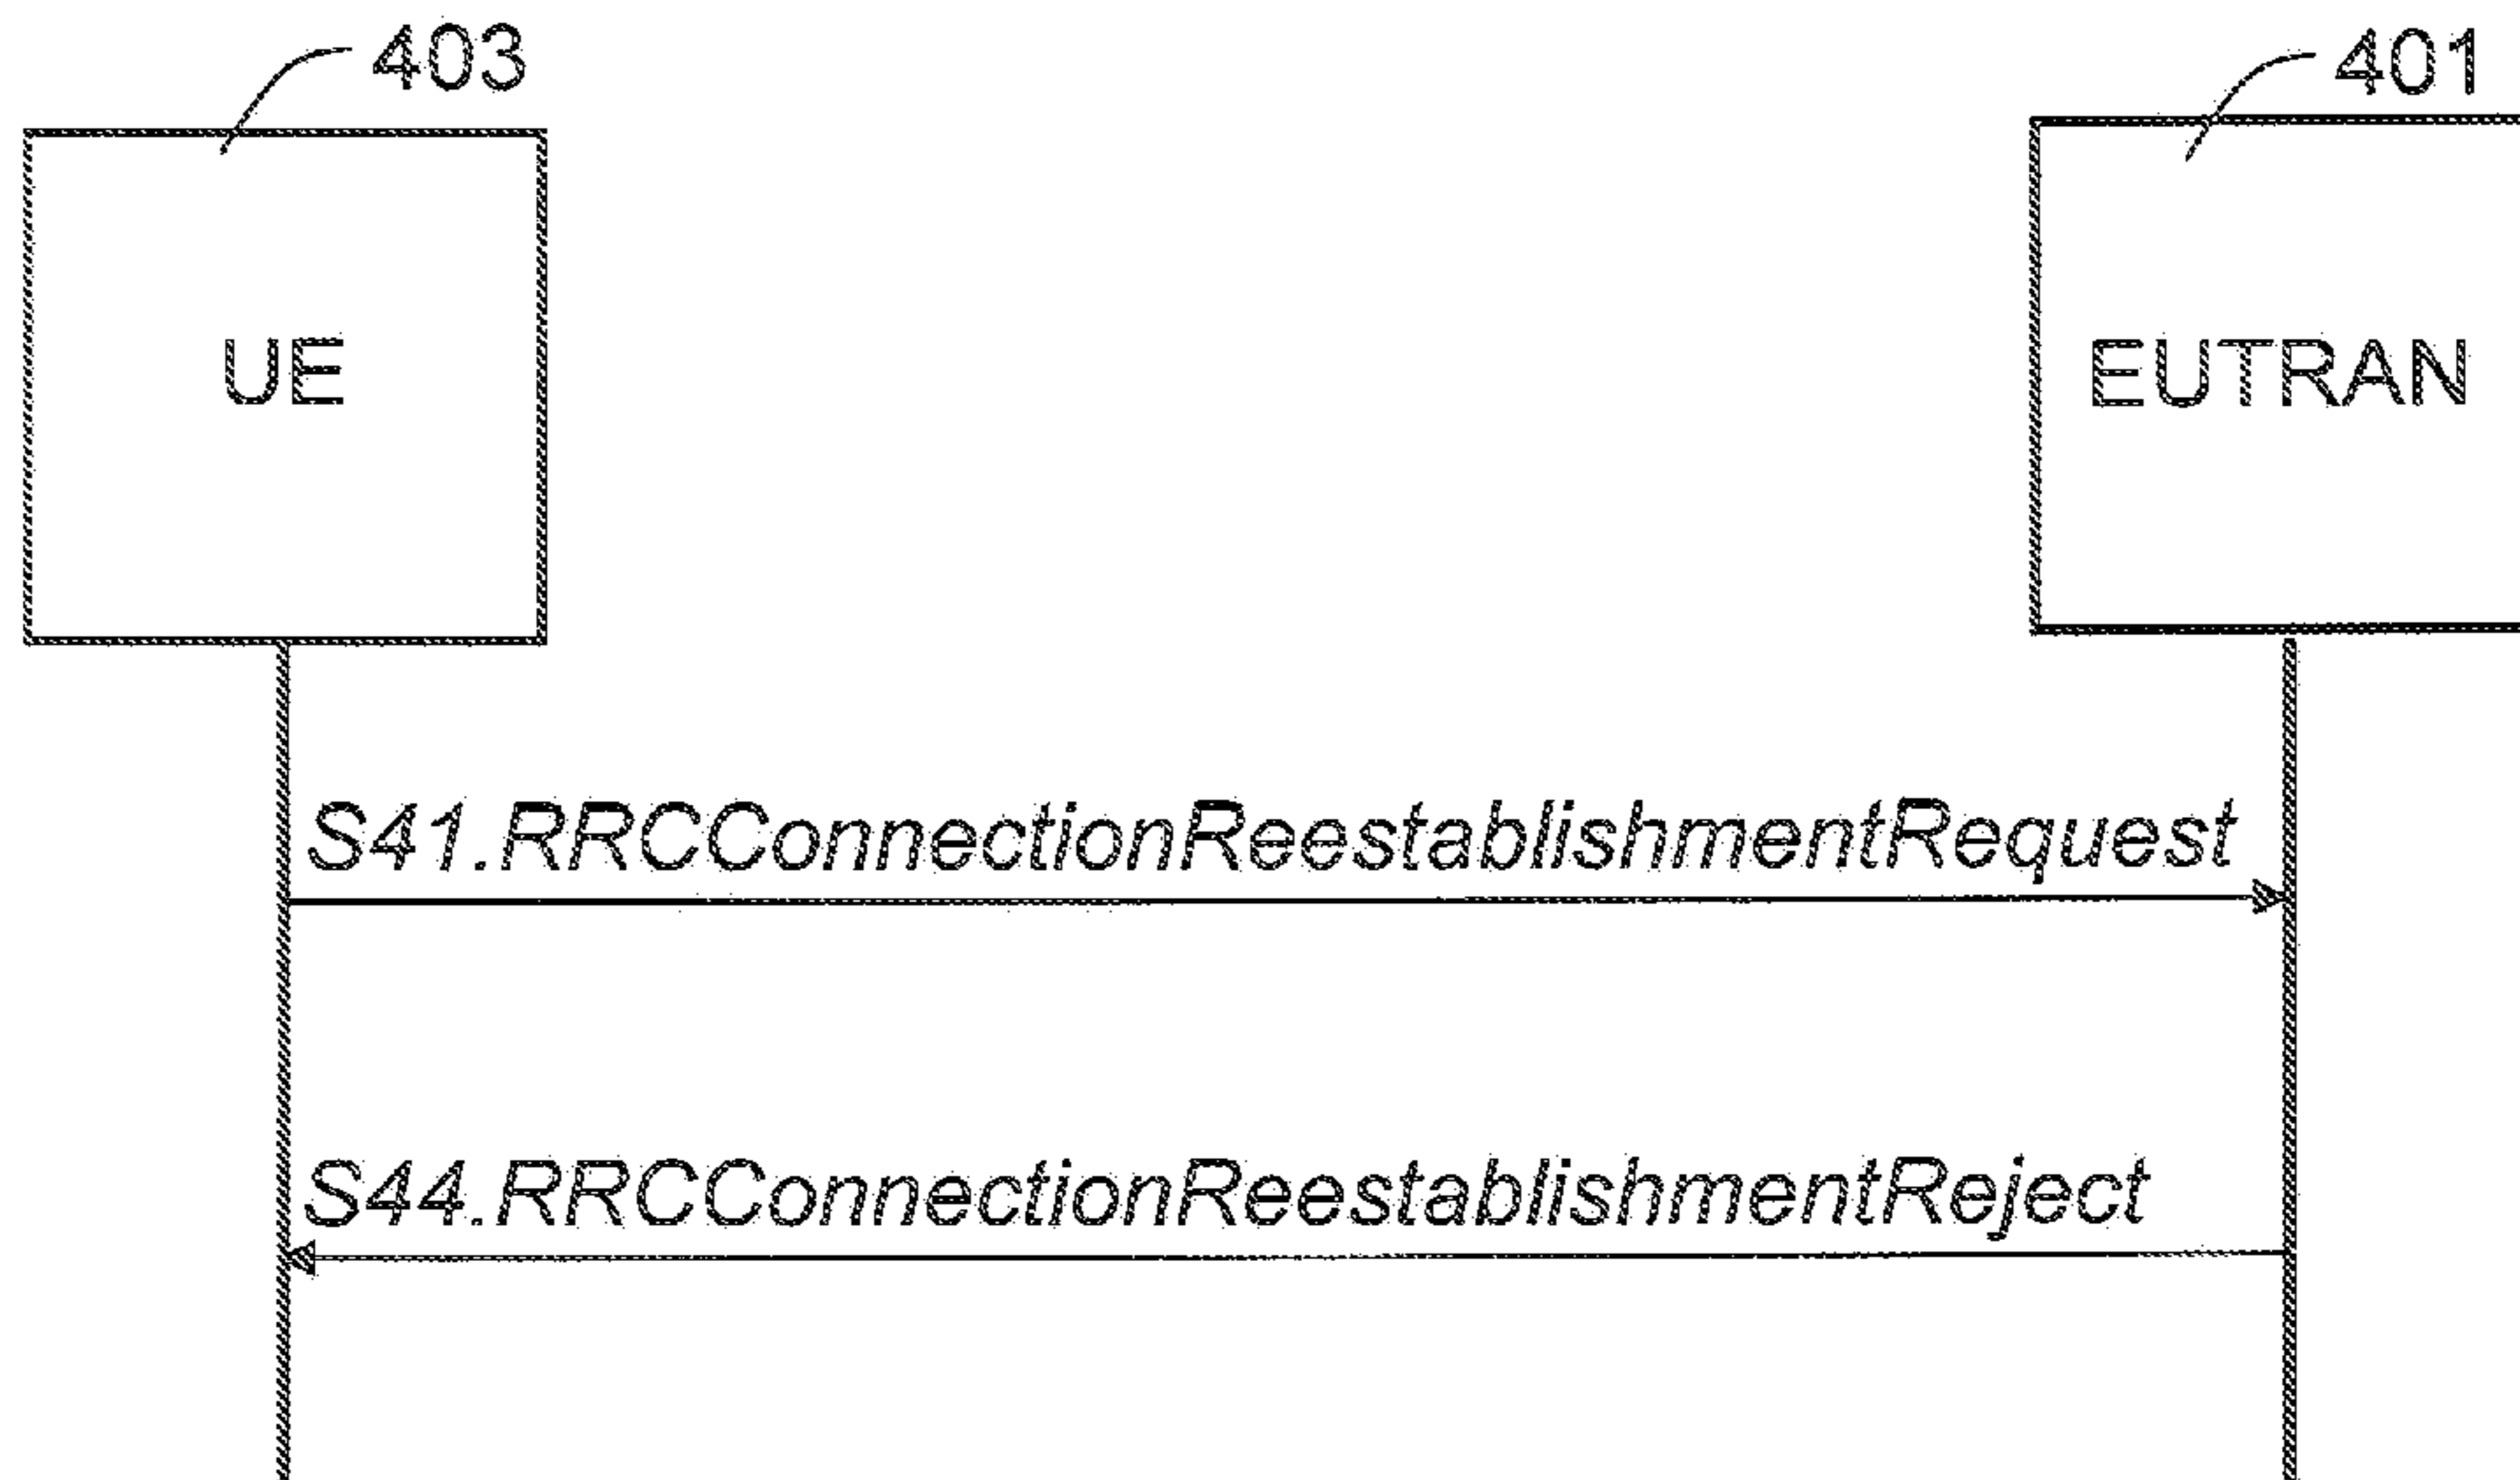 403
401
UE
EUTRAN
S41.RRCConnectionReestablishmentRequest
S44.RRCConnectionReestablishmentReject